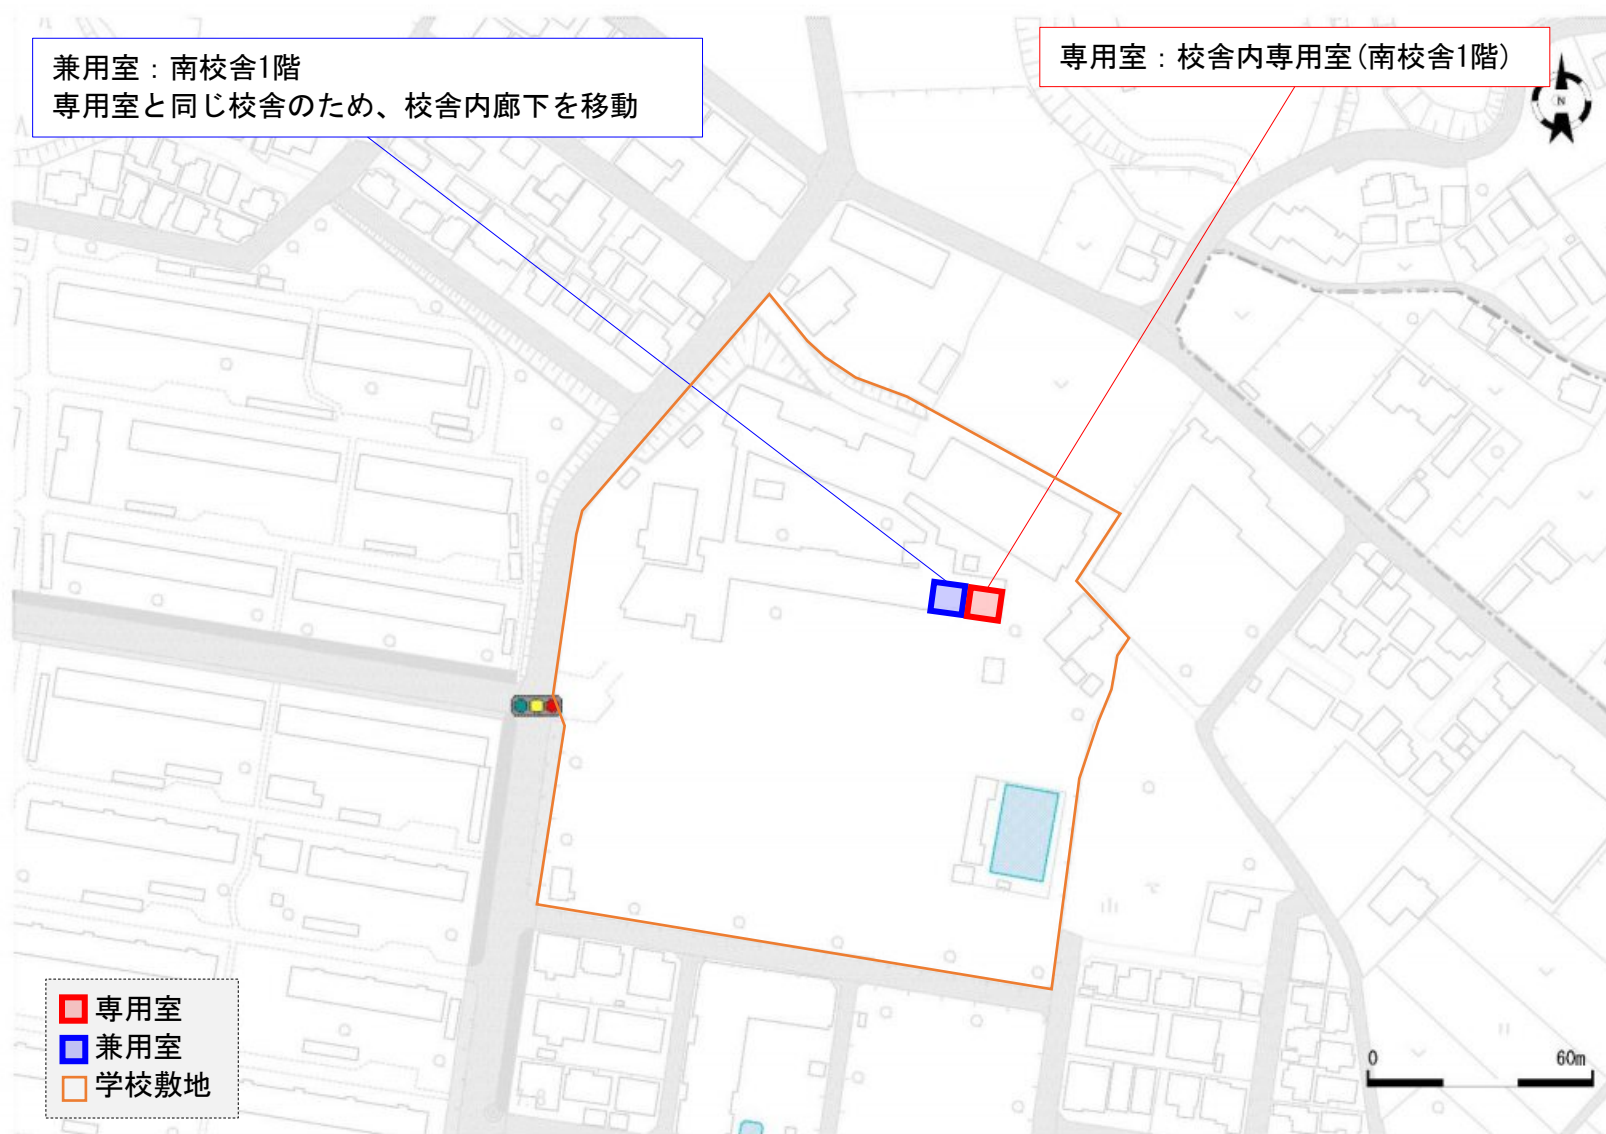 兼用室：南校舎1階
専用室と同じ校舎のため、校舎内廊下を移動
専用室：校舎内専用室(南校舎1階)
N
専用室
兼用室
学校敷地
0 60m